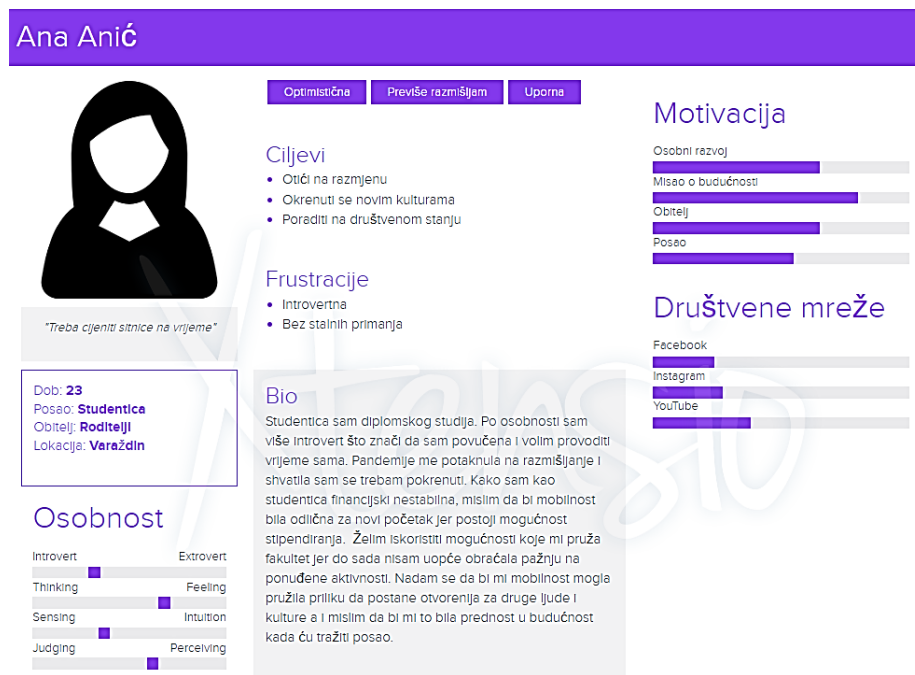 Ana Anić
Optimistična
Previše razmišljam
Uporna
"Treba cijeniti sitnice na vrijeme"
Dob: 23
Posao: Studentica
Obitelj: Roditelji
Lokacija: Varaždin
Osobnost
Introvert Extrovert
Thinking Feeling
Sensing Intuition
Judging Perceiving
Ciljevi
Otići na razmjenu
Okrenuti se novim kulturama
Poraditi na društvenom stanju
Frustracije
Introvertna
Bez stalnih primanja
Bio
Studentica sam diplomskog studija. Po osobnosti sam
više introvert što znači da sam povučena i volim provoditi
vrijeme sama. Pandemije me potaknula na razmišljanje i
shvatila sam se trebam pokrenuti. Kako sam kao
studentica financijski nestabilna, mislim da bi mobilnost
bila odlična za novi početak jer postoji mogućnost
stipendiranja. Želim iskoristiti mogućnosti koje mi pruža
fakultet jer do sada nisam uopće obraćala pažnju na
ponuđene aktivnosti. Nadam se da bi mi mobilnost mogla
pružila priliku da postane otvorenija za druge ljude i
kulture a i mislim da bi mi to bila prednost u budućnost
kada ću tražiti posao.
Motivacija
Osobni razvoj
Misao o budućnosti
Obitelj
Posao
Društvene mreže
Facebook
Instagram
YouTube
xtensio